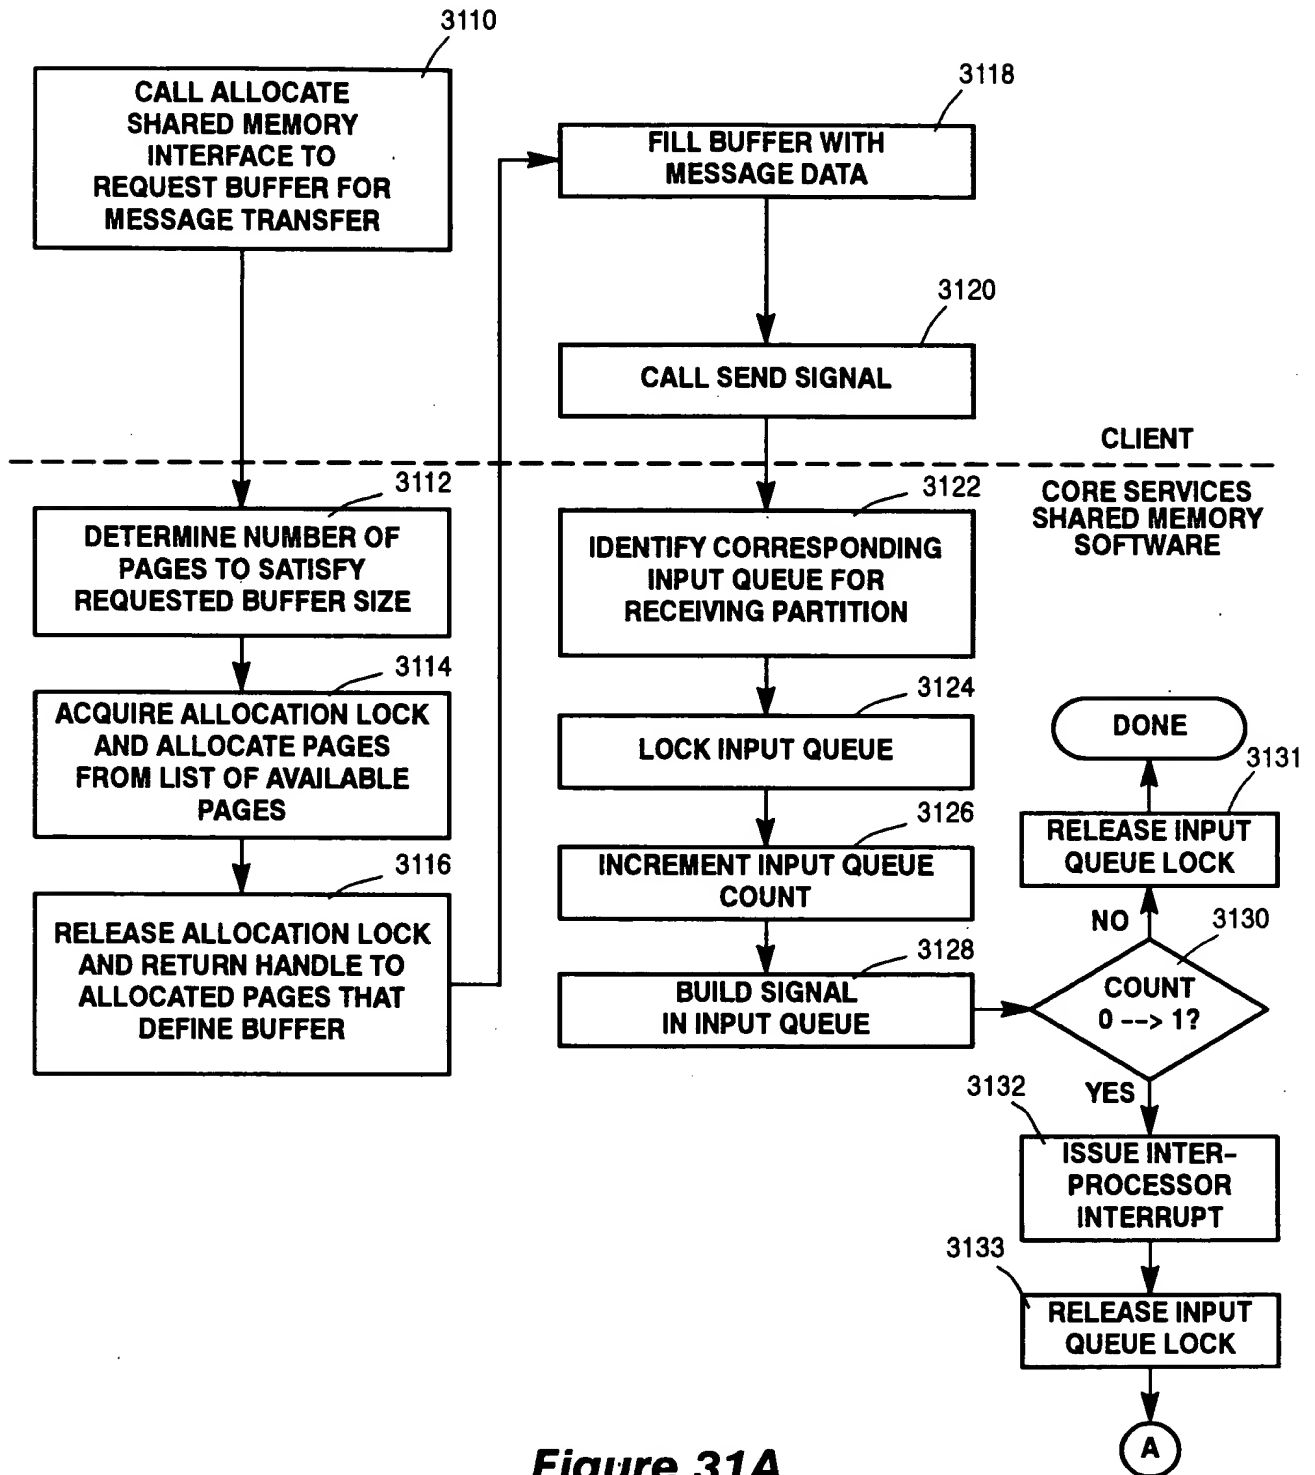 3110
CALL ALLOCATE
SHARED MEMORY
INTERFACE TO
REQUEST BUFFER FOR
MESSAGE TRANSFER
3118
FILL BUFFER WITH
MESSAGE DATA
3120
CALL SEND SIGNAL
CLIENT
CORE SERVICES
SHARED MEMORY
SOFTWARE
3112
DETERMINE NUMBER OF
PAGES TO SATISFY
REQUESTED BUFFER SIZE
3114
ACQUIRE ALLOCATION LOCK
AND ALLOCATE PAGES
FROM LIST OF AVAILABLE
PAGES
3116
RELEASE ALLOCATION LOCK
AND RETURN HANDLE TO
ALLOCATED PAGES THAT
DEFINE BUFFER
3122
IDENTIFY CORRESPONDING
INPUT QUEUE FOR
RECEIVING PARTITION
3124
LOCK INPUT QUEUE
3126
INCREMENT INPUT QUEUE
COUNT
3128
BUILD SIGNAL
IN INPUT QUEUE
DONE
3131
RELEASE INPUT
QUEUE LOCK
NO
3130
COUNT
0 --> 1?
YES
3132
ISSUE INTER-
PROCESSOR
INTERRUPT
3133
RELEASE INPUT
QUEUE LOCK
A
Figure 31A